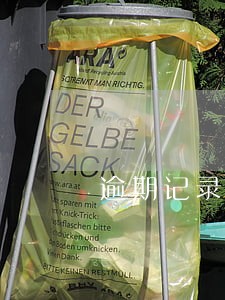 ARA
SO TRENNT MAN RICHTIG.
DER
GELBE
SACK
www.ara.at
逾期记录
sparen mit
Knick-Trick:
flaschen bitte
drücken und
Boden umknicken.
Dank.
BITTE KEINEN RESTMÜLL.